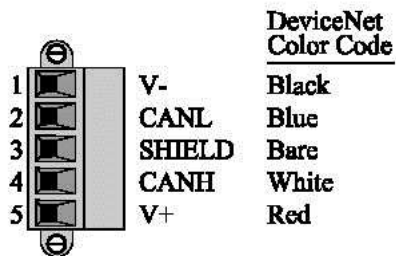 DeviceNet
Color Code
1 V- Black
2 CANL Blue
3 SHIELD Bare
4 CANH White
5 V+ Red